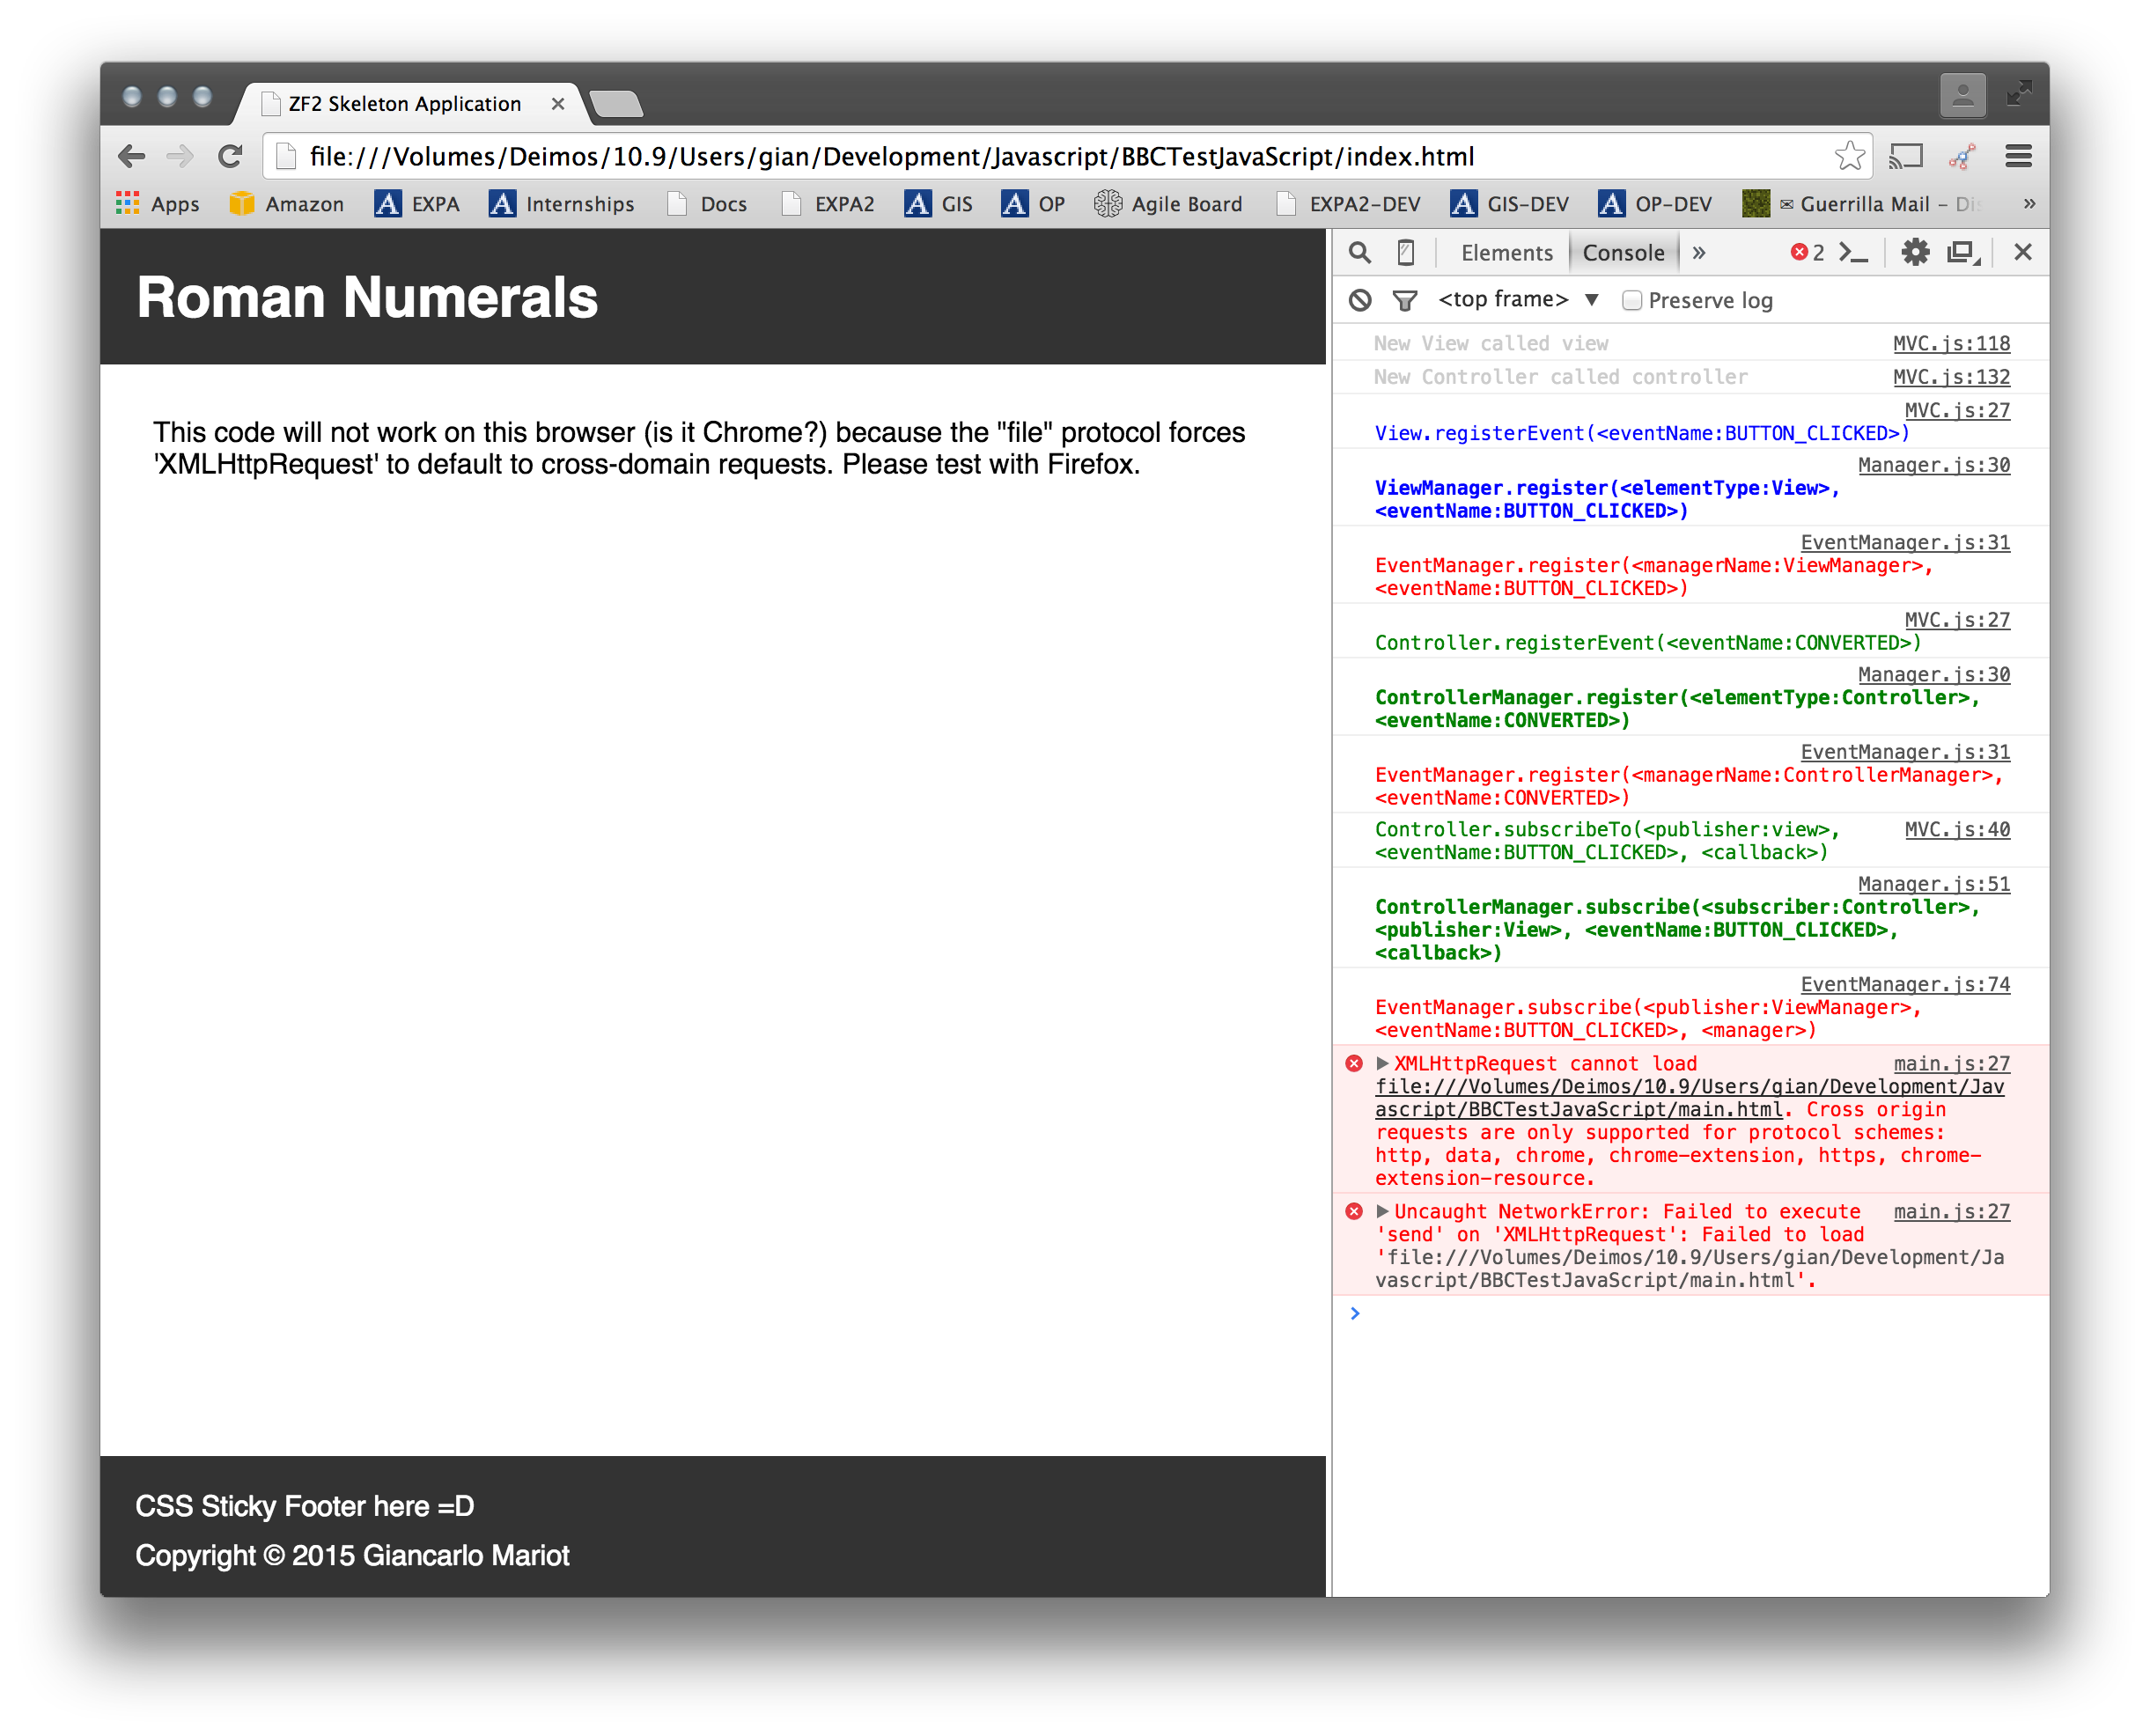 ZF2 Skeleton Application
file:///Volumes/Deimos/10.9/Users/gian/Development/Javascript/BBCTestJavaScript/index.html
Apps Amazon EXPA Internships Docs EXPA2 GIS OP Agile Board EXPA2-DEV GIS-DEV OP-DEV ✉ Guerrilla Mail – Di »
Roman Numerals
This code will not work on this browser (is it Chrome?) because the "file" protocol forces
'XMLHttpRequest' to default to cross-domain requests. Please test with Firefox.
CSS Sticky Footer here =D
Copyright © 2015 Giancarlo Mariot
Elements Console » 2
<top frame> ▼ Preserve log
New View called view MVC.js:118
New Controller called controller MVC.js:132
MVC.js:27
View.registerEvent(<eventName:BUTTON_CLICKED>)
Manager.js:30
ViewManager.register(<elementType:View>,
<eventName:BUTTON_CLICKED>)
EventManager.js:31
EventManager.register(<managerName:ViewManager>,
<eventName:BUTTON_CLICKED>)
MVC.js:27
Controller.registerEvent(<eventName:CONVERTED>)
Manager.js:30
ControllerManager.register(<elementType:Controller>,
<eventName:CONVERTED>)
EventManager.js:31
EventManager.register(<managerName:ControllerManager>,
<eventName:CONVERTED>)
Controller.subscribeTo(<publisher:view>, MVC.js:40
<eventName:BUTTON_CLICKED>, <callback>)
Manager.js:51
ControllerManager.subscribe(<subscriber:Controller>,
<publisher:View>, <eventName:BUTTON_CLICKED>,
<callback>)
EventManager.js:74
EventManager.subscribe(<publisher:ViewManager>,
<eventName:BUTTON_CLICKED>, <manager>)
XMLHttpRequest cannot load main.js:27
file:///Volumes/Deimos/10.9/Users/gian/Development/Jav
ascript/BBCTestJavaScript/main.html. Cross origin
requests are only supported for protocol schemes:
http, data, chrome, chrome-extension, https, chrome-
extension-resource.
Uncaught NetworkError: Failed to execute main.js:27
'send' on 'XMLHttpRequest': Failed to load
'file:///Volumes/Deimos/10.9/Users/gian/Development/Ja
vascript/BBCTestJavaScript/main.html'.